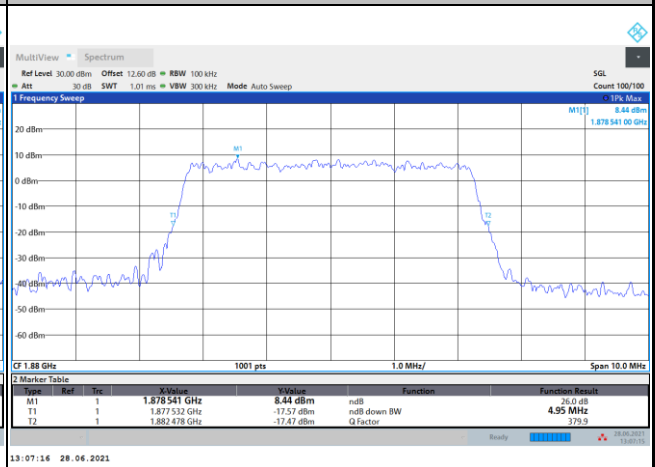 MultiView Spectrum
Ref Level 30.00 dBm Offset 12.60 dB RBW 100 kHz SGL
Att 30 dB SWT 1.01 ms VBW 300 kHz Mode Auto Sweep Count 100/100
1 Frequency Sweep 1Pk Max
M1[1] 8.44 dBm
1.878 541 00 GHz
20 dBm
M1
10 dBm
0 dBm
-10 dBm
T1 T2
-20 dBm
-30 dBm
-40 dBm
-50 dBm
-60 dBm
CF 1.88 GHz 1001 pts 1.0 MHz/ Span 10.0 MHz
2 Marker Table
Type Ref Trc X-Value Y-Value Function Function Result
M1 1 1.878 541 GHz 8.44 dBm ndB 26.0 dB
T1 1 1.877 532 GHz -17.57 dBm ndB down BW 4.95 MHz
T2 1 1.882 478 GHz -17.47 dBm Q Factor 379.9
Ready 28.06.2021
13:07:15
13:07:16 28.06.2021